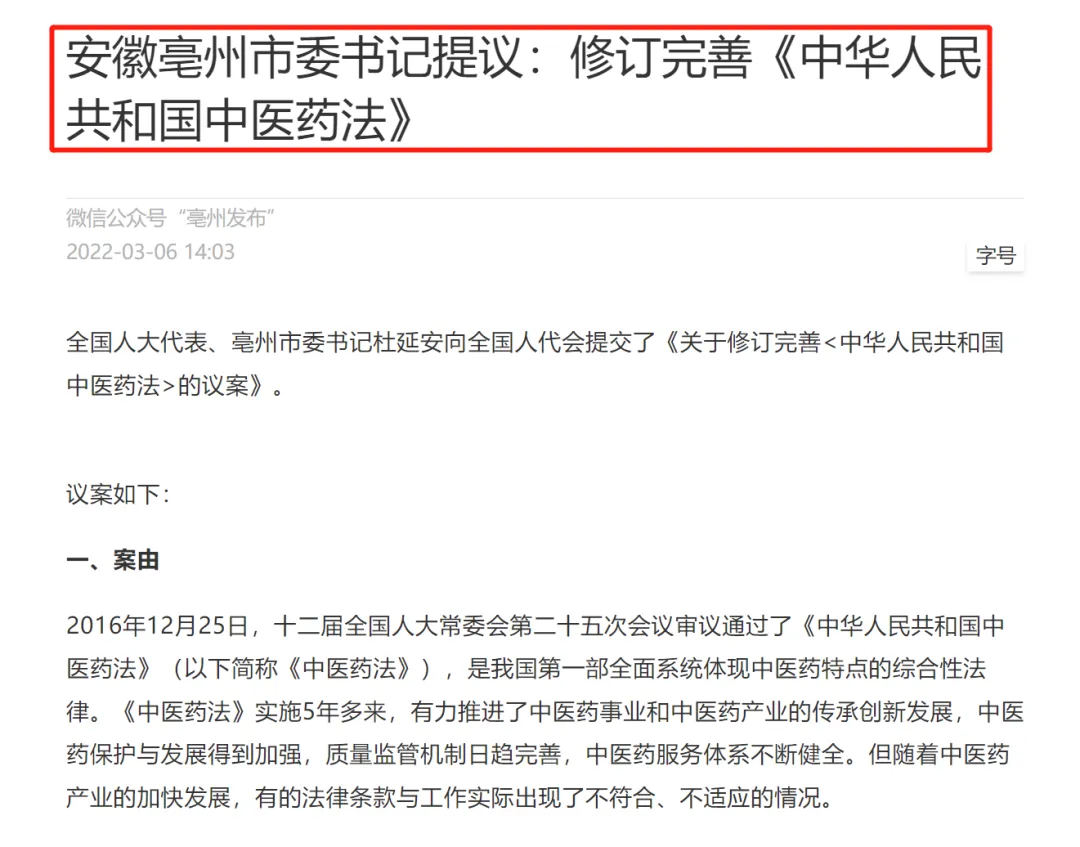 安徽亳州市委书记提议：修订完善《中华人民
共和国中医药法》
微信公众号“亳州发布”
2022-03-06 14:03
字号
全国人大代表、亳州市委书记杜延安向全国人代会提交了《关于修订完善<中华人民共和国
中医药法>的议案》。
议案如下：
一、案由
2016年12月25日，十二届全国人大常委会第二十五次会议审议通过了《中华人民共和国中
医药法》（以下简称《中医药法》），是我国第一部全面系统体现中医药特点的综合性法
律。《中医药法》实施5年多来，有力推进了中医药事业和中医药产业的传承创新发展，中医
药保护与发展得到加强，质量监管机制日趋完善，中医药服务体系不断健全。但随着中医药
产业的加快发展，有的法律条款与工作实际出现了不符合、不适应的情况。